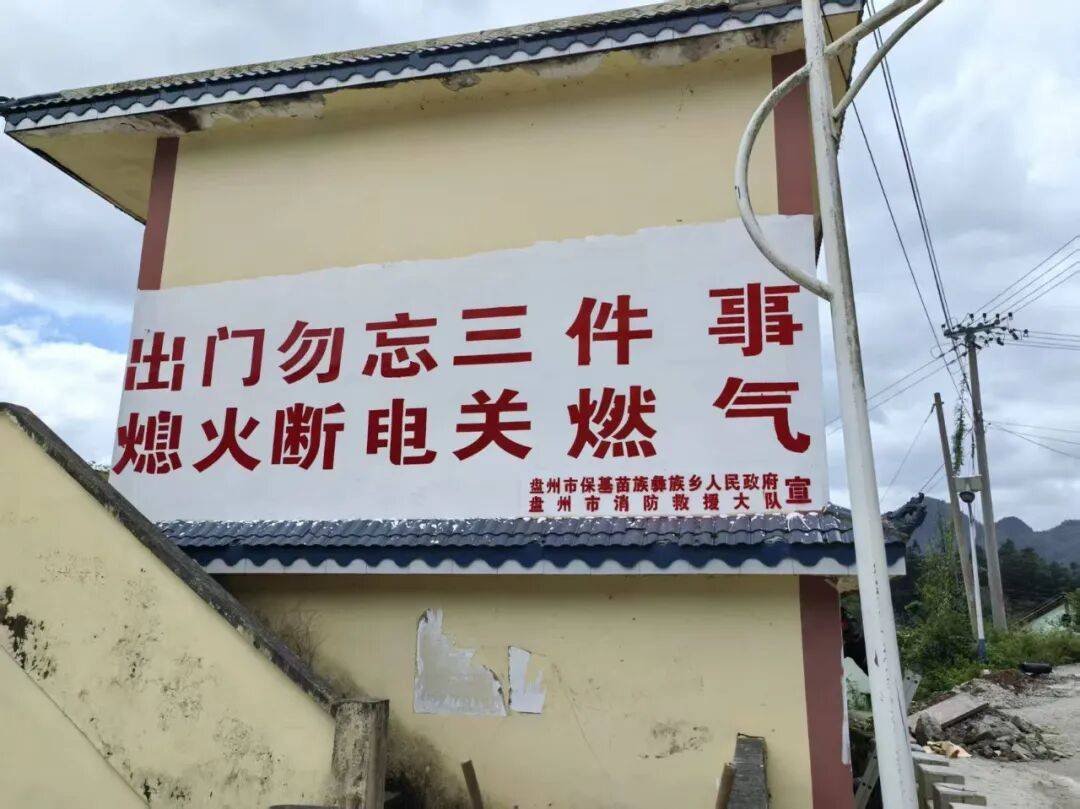 出门勿忘三件事
熄火断电关燃气
盘州市保基苗族彝族乡人民政府
盘州市消防救援大队 宣